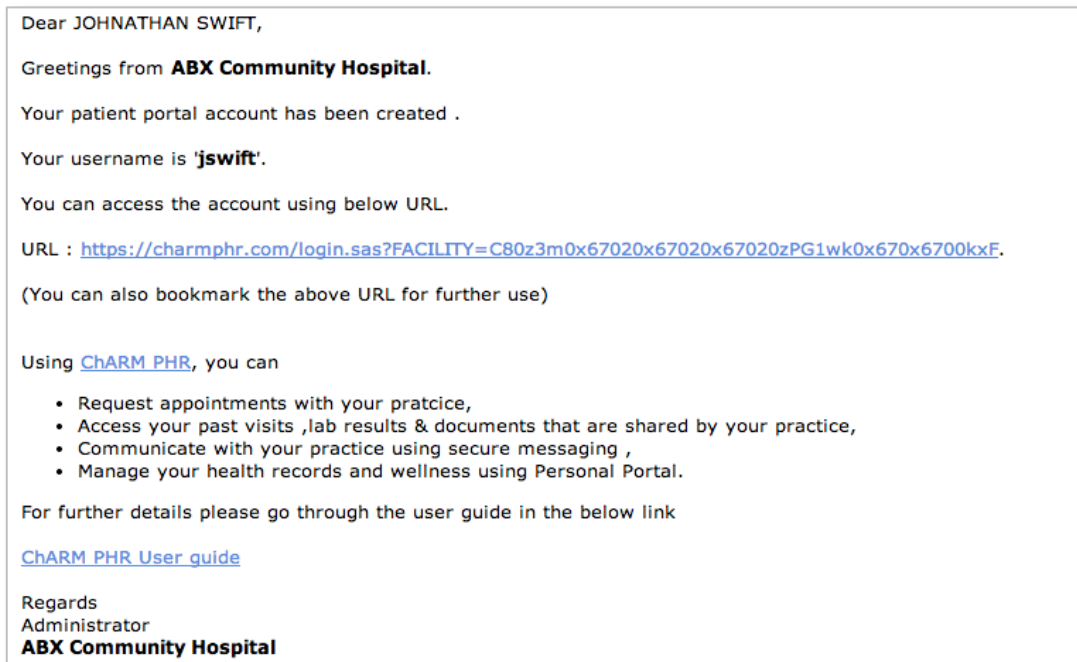 Dear JOHNATHAN SWIFT,
Greetings from ABX Community Hospital.
Your patient portal account has been created .
Your username is 'jswift'.
You can access the account using below URL.
URL : https://charmphr.com/login.sas?FACILITY=C80z3m0x67020x67020x67020zPG1wk0x670x6700kxF.
(You can also bookmark the above URL for further use)
Using ChARM PHR, you can
• Request appointments with your pratcice,
• Access your past visits ,lab results & documents that are shared by your practice,
• Communicate with your practice using secure messaging ,
• Manage your health records and wellness using Personal Portal.
For further details please go through the user guide in the below link
ChARM PHR User guide
Regards
Administrator
ABX Community Hospital